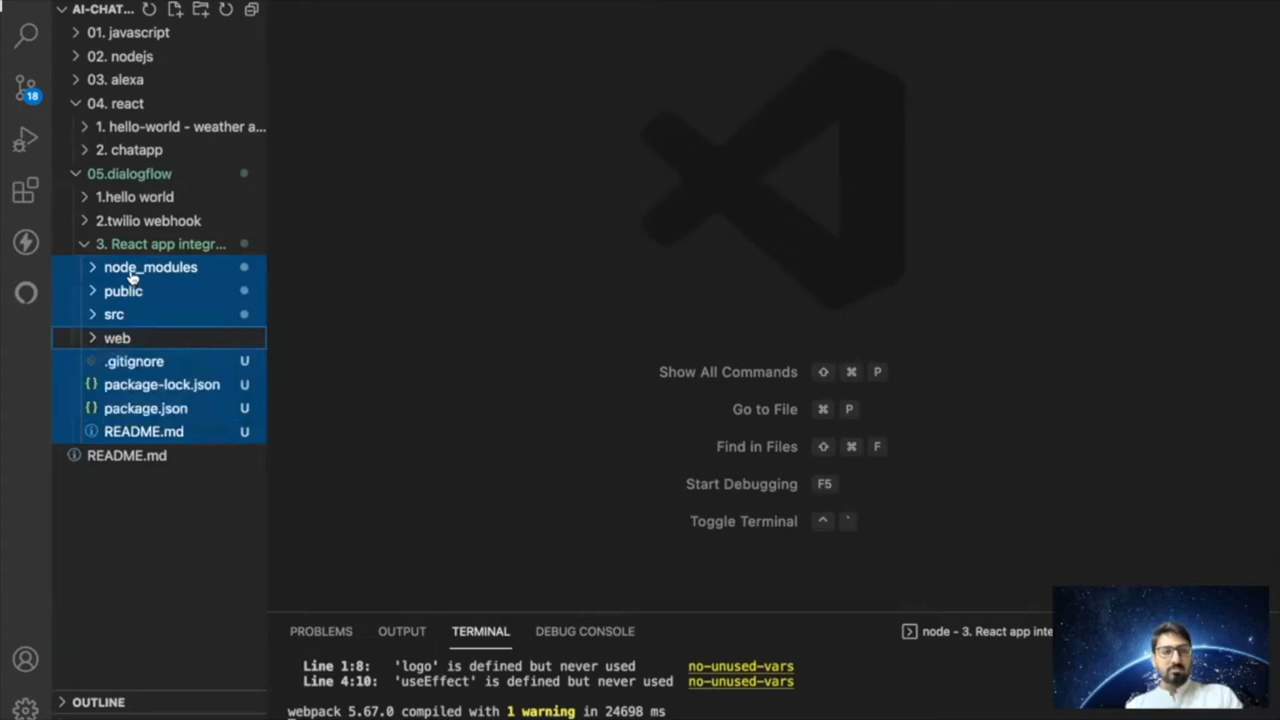 AI-CHAT...
01. javascript
02. nodejs
18
03. alexa
04. react
1. hello-world - weather a...
2. chatapp
05.dialogflow
1.hello world
2.twilio webhook
3. React app integr...
node_modules
public
src
web
.gitignore U
package-lock.json U
package.json U
README.md U
README.md
OUTLINE
Show All Commands ⇧ ⌘ P
Go to File ⌘ P
Find in Files ⇧ ⌘ F
Start Debugging F5
Toggle Terminal ^ `
PROBLEMS OUTPUT TERMINAL DEBUG CONSOLE node - 3. React app inte
Line 1:8: 'logo' is defined but never used no-unused-vars
Line 4:10: 'useEffect' is defined but never used no-unused-vars
webpack 5.67.0 compiled with 1 warning in 24698 ms